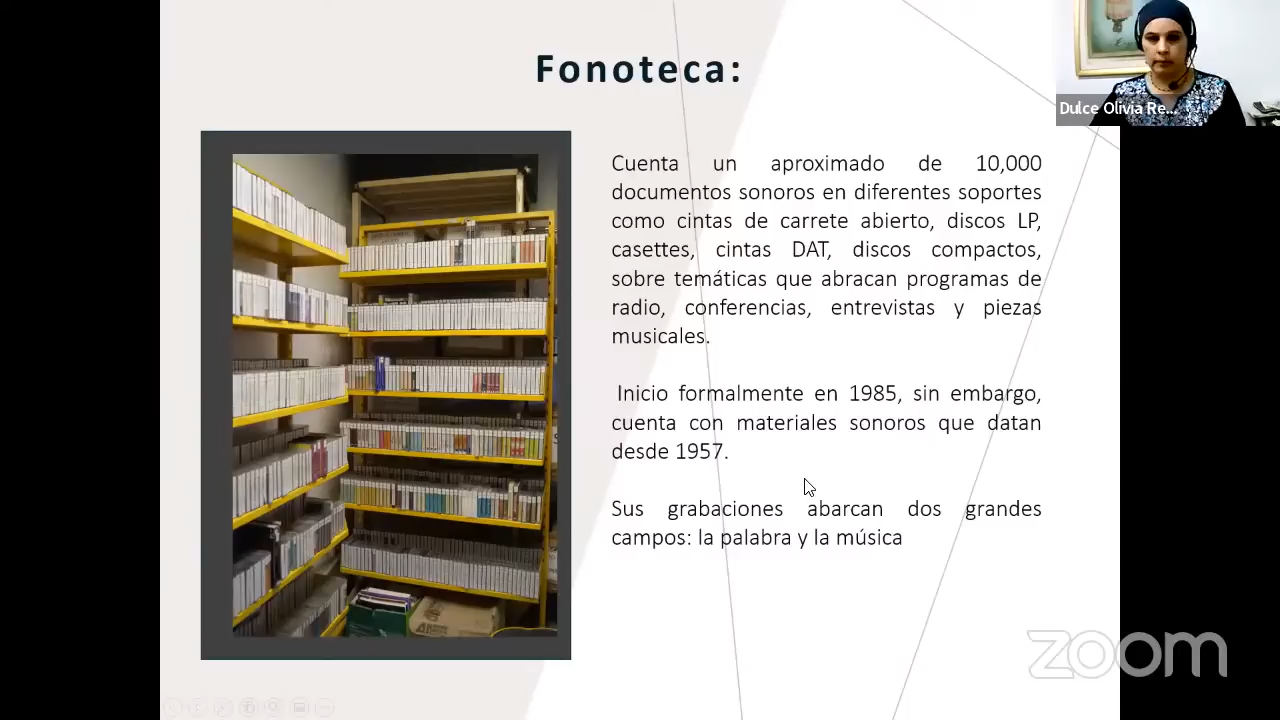 Fonoteca:
Dulce Olivia Re...
Cuenta un aproximado de 10,000
documentos sonoros en diferentes soportes
como cintas de carrete abierto, discos LP,
casettes, cintas DAT, discos compactos,
sobre temáticas que abracan programas de
radio, conferencias, entrevistas y piezas
musicales.
Inicio formalmente en 1985, sin embargo,
cuenta con materiales sonoros que datan
desde 1957.
Sus grabaciones abarcan dos grandes
campos: la palabra y la música
zoom